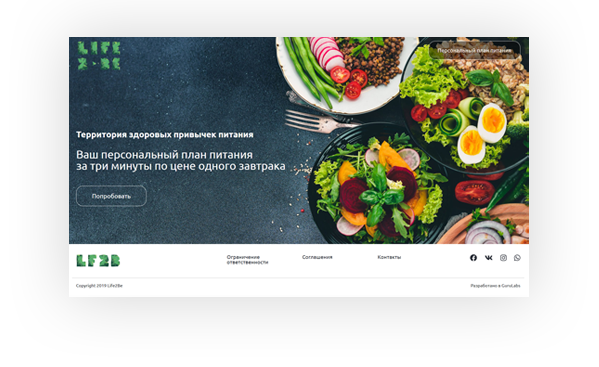 LIFE
2·BE
Персональный план питания
Территория здоровых привычек питания
Ваш персональный план питания
за три минуты по цене одного завтрака
Попробовать
LF2B
Ограничение
ответственности
Соглашения
Контакты
Copyright 2019 Life2Be
Разработано в GuruLabs